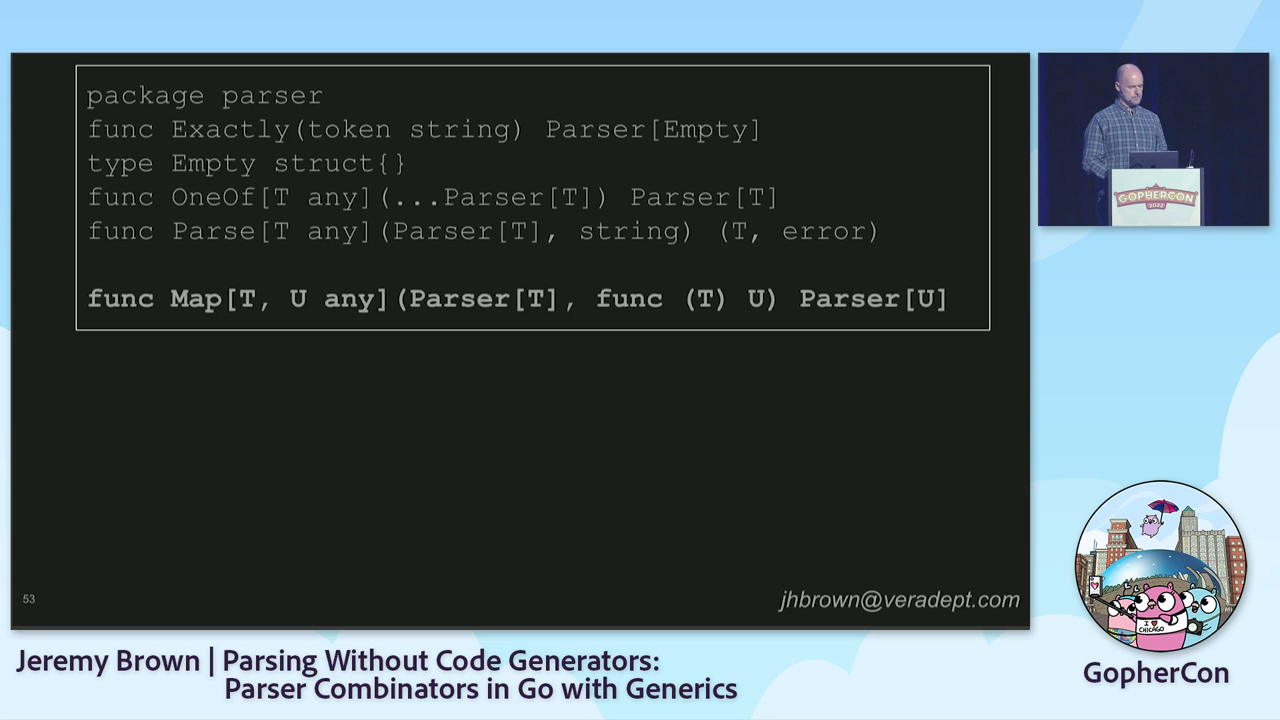 package parser
func Exactly(token string) Parser[Empty]
type Empty struct{}
func OneOf[T any](...Parser[T]) Parser[T]
func Parse[T any](Parser[T], string) (T, error)
func Map[T, U any](Parser[T], func (T) U) Parser[U]
53
jhbrown@veradept.com
GOPHERCON
2022
I ♥
CHICAGO
GopherCon
Jeremy Brown | Parsing Without Code Generators:
Parser Combinators in Go with Generics